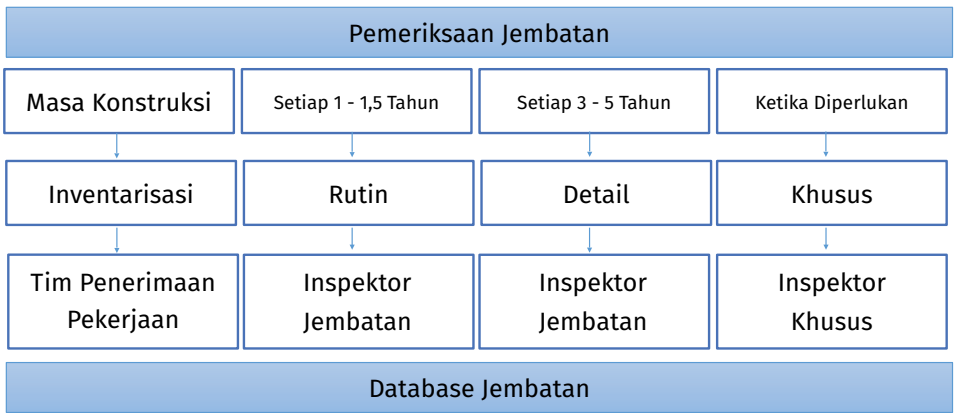 Pemeriksaan Jembatan
Masa Konstruksi
Setiap 1 - 1,5 Tahun
Setiap 3 - 5 Tahun
Ketika Diperlukan
Inventarisasi
Rutin
Detail
Khusus
Tim Penerimaan
Pekerjaan
Inspektor
Jembatan
Inspektor
Jembatan
Inspektor
Khusus
Database Jembatan